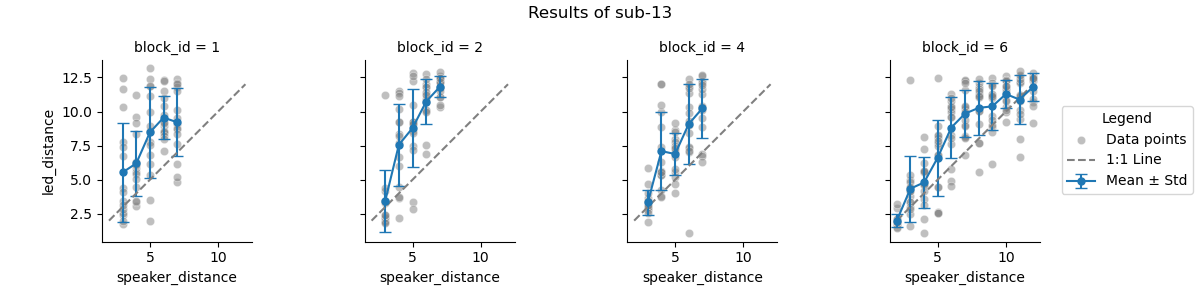 Results of sub-13
block_id = 1
block_id = 2
block_id = 4
block_id = 6
led_distance
12.5
10.0
7.5
5.0
2.5
5 10
5 10
5 10
5 10
speaker_distance
speaker_distance
speaker_distance
speaker_distance
Legend
Data points
1:1 Line
Mean ± Std